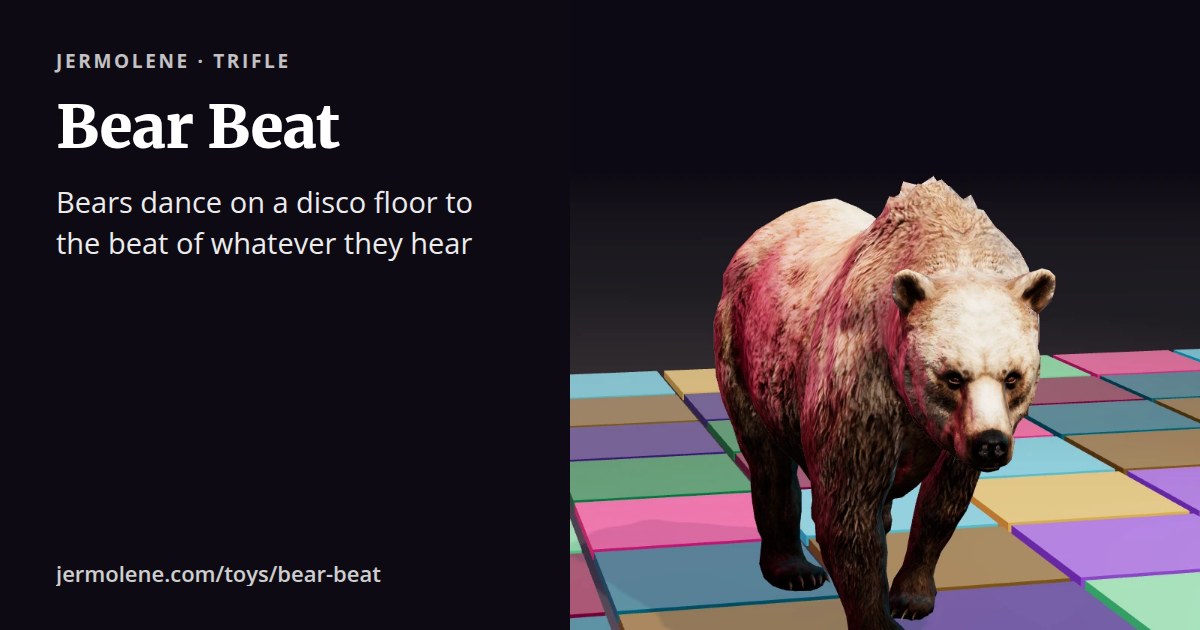 JERMOLENE · TRIFLE
Bear Beat
Bears dance on a disco floor to
the beat of whatever they hear
jermolene.com/toys/bear-beat